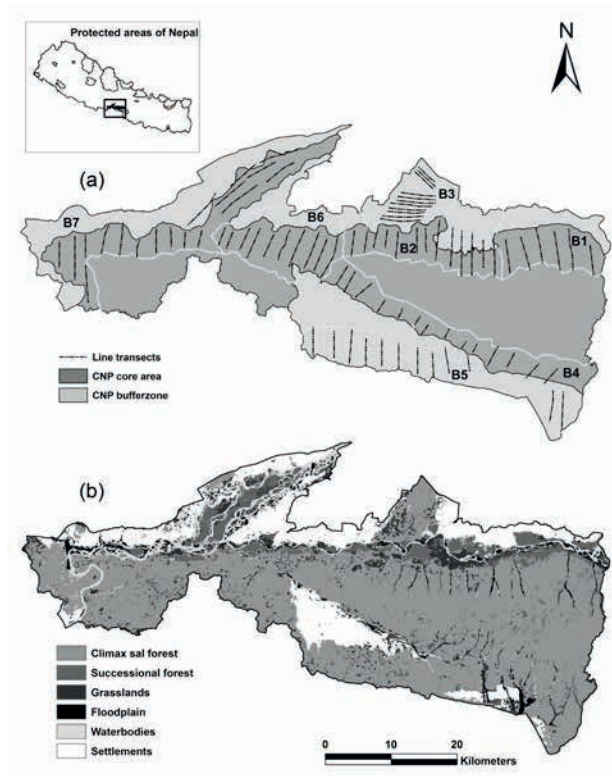 Protected areas of Nepal
N
(a)
B3
B7
B6
B2
B1
Line transects
CNP core area
CNP bufferzone
B5
B4
(b)
Climax sal forest
Successional forest
Grasslands
Floodplain
Waterbodies
Settlements
0 10 20
Kilometers